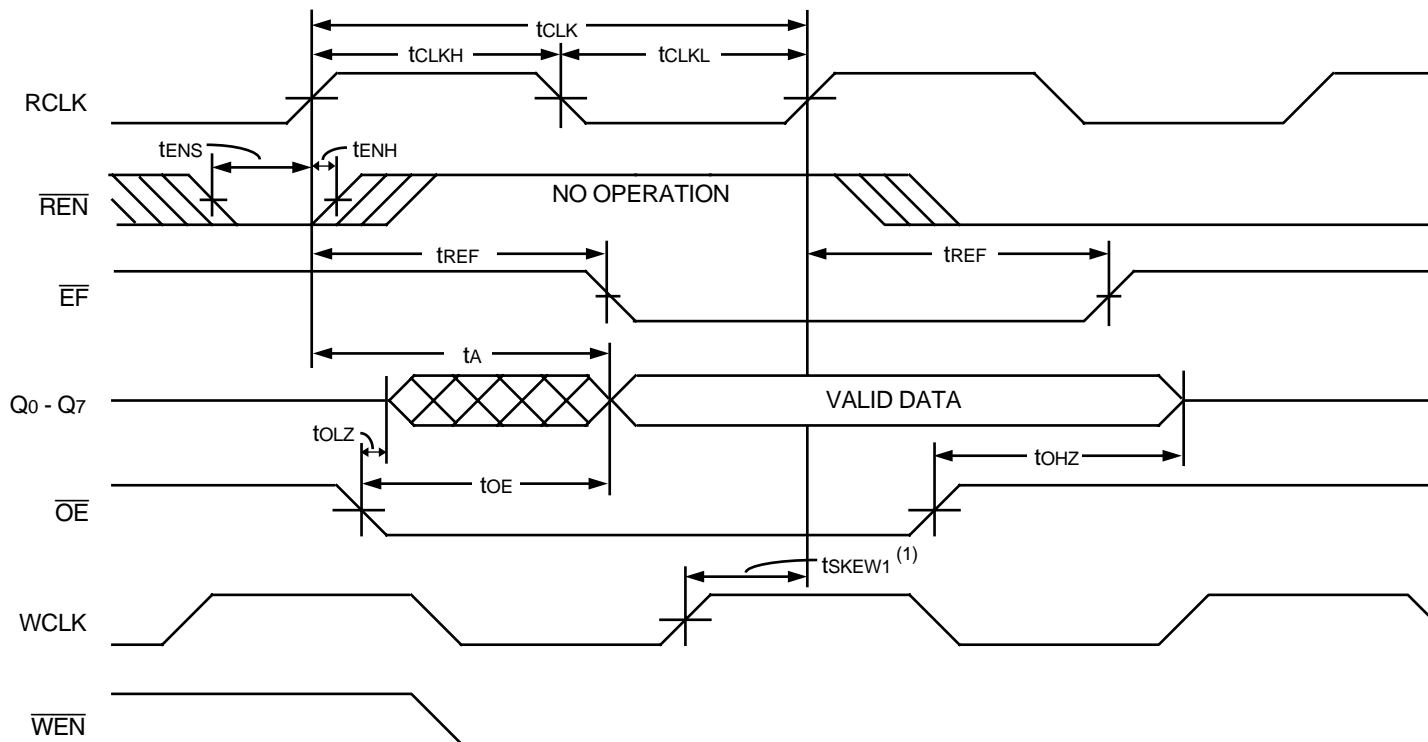 tCLK
tCLKH
tCLKL
RCLK
tENS
tENH
REN
NO OPERATION
tREF
tREF
EF
tA
Q0 - Q7
VALID DATA
tOLZ
tOHZ
tOE
OE
tSKEW1 (1)
WCLK
WEN